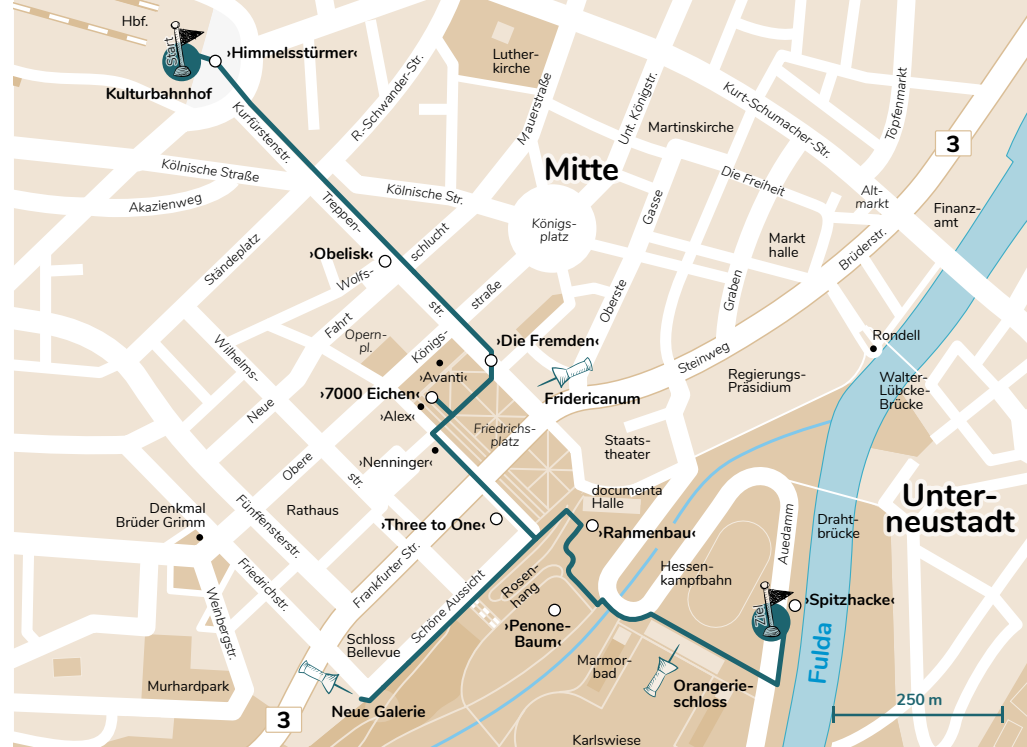 Hbf.
Start
›Himmelsstürmer‹
Kulturbahnhof
Kurfürstenstr.
R.-Schwander-Str.
Luther-
kirche
Mauerstraße
Unt. Königstr.
Martinskirche
Kurt-Schumacher-Str.
Töpfenmarkt
3
Mitte
Kölnische Straße
Kölnische Str.
Akazienweg
Treppen-
str.
Die Freiheit
Alt-
markt
Finanz-
amt
Königs-
platz
Gasse
Oberste
Markt
halle
Brüderstr.
Graben
Ständeplatz
›Obelisk‹
Wolfs-
schlucht
Fahrt
Opern-
pl.
Königs-
straße
›Die Fremden‹
›Avanti‹
Steinweg
Rondell
Regierungs-
Präsidium
Walter-
Lübcke-
Brücke
Wilhelms-
str.
Neue
›7000 Eichen‹
›Alex‹
Fridericanum
Friedrichs-
platz
Staats-
theater
›Nenninger‹
Obere
documenta
Halle
Unter-
neustadt
Denkmal
Brüder Grimm
Rathaus
Fünffensterstr.
›Three to One‹
›Rahmenbau‹
Draht-
brücke
Auedamm
Frankfurter Str.
Friedrichstr.
Weinbergstr.
Schöne Aussicht
Rosen-
hang
Hessen-
kampfbahn
Ziel
›Spitzhacke‹
›Penone-
Baum‹
Fulda
Schloss
Bellevue
Marmor-
bad
Orangerie-
schloss
Murhardpark
Neue Galerie
3
250 m
Karlswiese